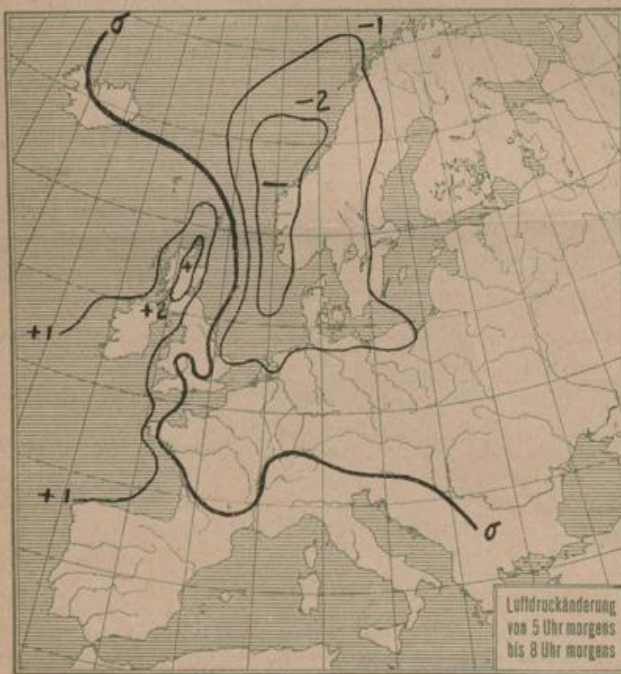 σ
-1
-2
—
+
+2
+1
+1
σ
Luftdruckänderung
von 5 Uhr morgens
bis 8 Uhr morgens